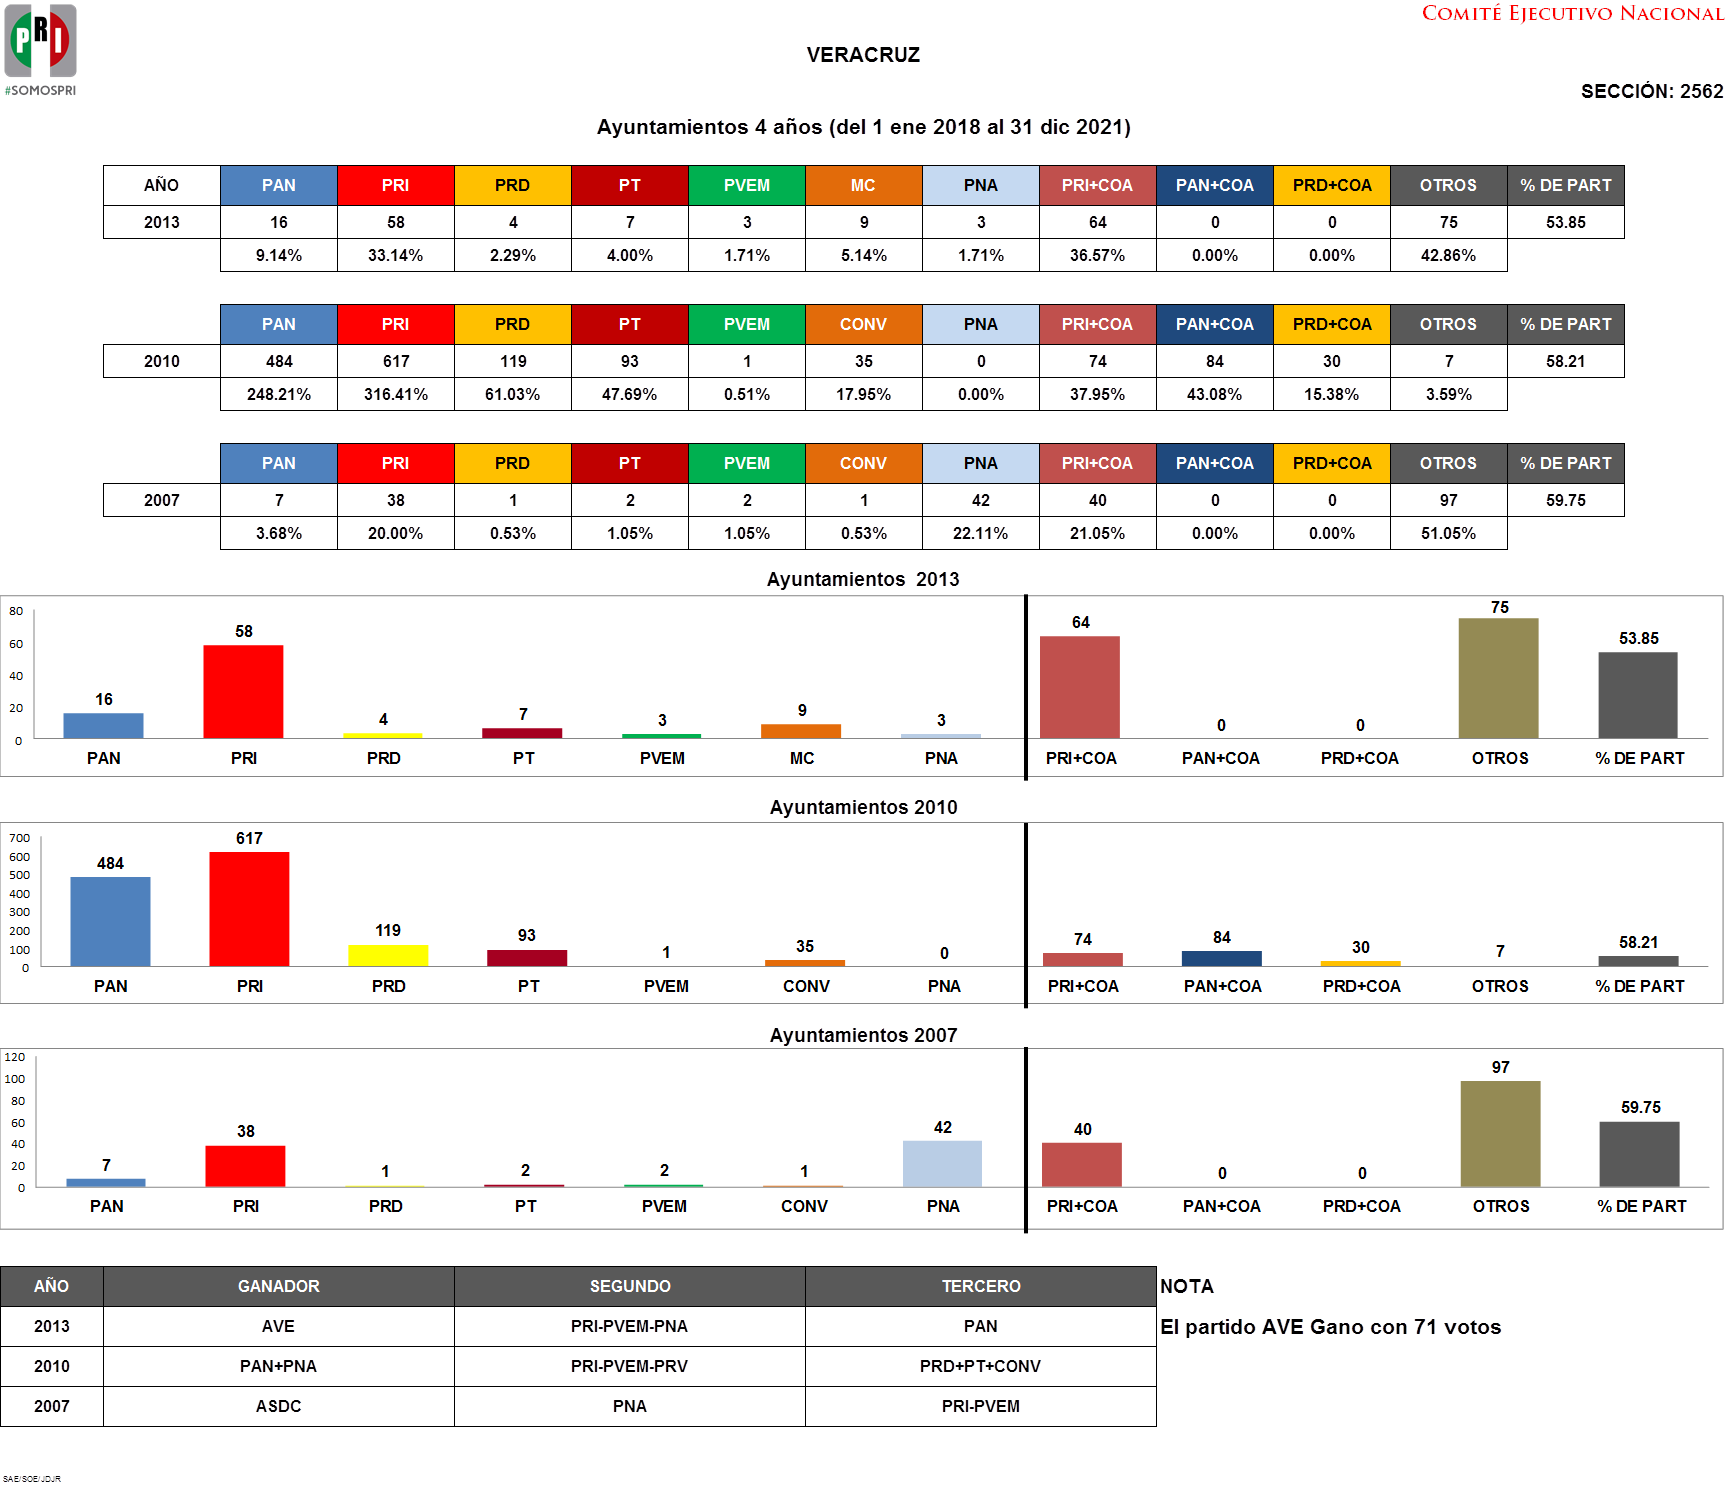 COMITÉ EJECUTIVO NACIONAL
PRI
#SOMOSPRI
VERACRUZ
SECCIÓN: 2562
Ayuntamientos 4 años (del 1 ene 2018 al 31 dic 2021)
AÑO PAN PRI PRD PT PVEM MC PNA PRI+COA PAN+COA PRD+COA OTROS % DE PART
2013 16 58 4 7 3 9 3 64 0 0 75 53.85
9.14% 33.14% 2.29% 4.00% 1.71% 5.14% 1.71% 36.57% 0.00% 0.00% 42.86%
PAN PRI PRD PT PVEM CONV PNA PRI+COA PAN+COA PRD+COA OTROS % DE PART
2010 484 617 119 93 1 35 0 74 84 30 7 58.21
248.21% 316.41% 61.03% 47.69% 0.51% 17.95% 0.00% 37.95% 43.08% 15.38% 3.59%
PAN PRI PRD PT PVEM CONV PNA PRI+COA PAN+COA PRD+COA OTROS % DE PART
2007 7 38 1 2 2 1 42 40 0 0 97 59.75
3.68% 20.00% 0.53% 1.05% 1.05% 0.53% 22.11% 21.05% 0.00% 0.00% 51.05%
Ayuntamientos 2013
80
60
40
20
0
16 58 4 7 3 9 3 64 0 0 75 53.85
PAN PRI PRD PT PVEM MC PNA PRI+COA PAN+COA PRD+COA OTROS % DE PART
Ayuntamientos 2010
700
600
500
400
300
200
100
0
484 617 119 93 1 35 0 74 84 30 7 58.21
PAN PRI PRD PT PVEM CONV PNA PRI+COA PAN+COA PRD+COA OTROS % DE PART
Ayuntamientos 2007
120
100
80
60
40
20
0
7 38 1 2 2 1 42 40 0 0 97 59.75
PAN PRI PRD PT PVEM CONV PNA PRI+COA PAN+COA PRD+COA OTROS % DE PART
AÑO GANADOR SEGUNDO TERCERO NOTA
2013 AVE PRI-PVEM-PNA PAN El partido AVE Gano con 71 votos
2010 PAN+PNA PRI-PVEM-PRV PRD+PT+CONV
2007 ASDC PNA PRI-PVEM
SAE/SOE/JDJR